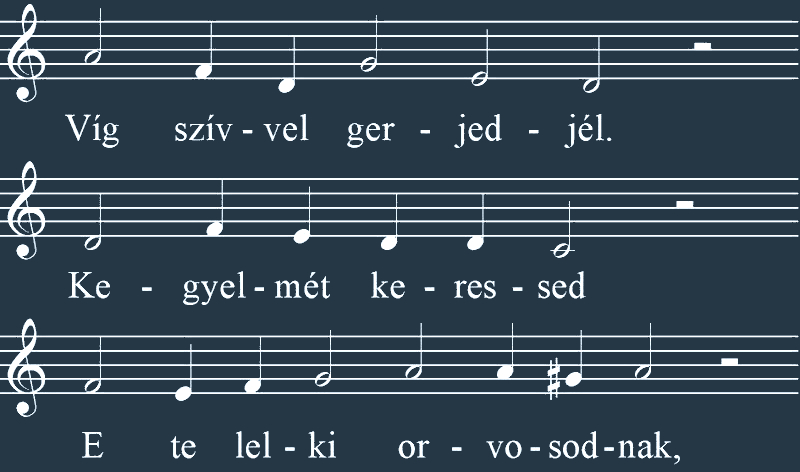 Víg szív - vel ger - jed - jél.
Ke - gyel - mét ke - res - sed
E te lel - ki or - vo - sod - nak,